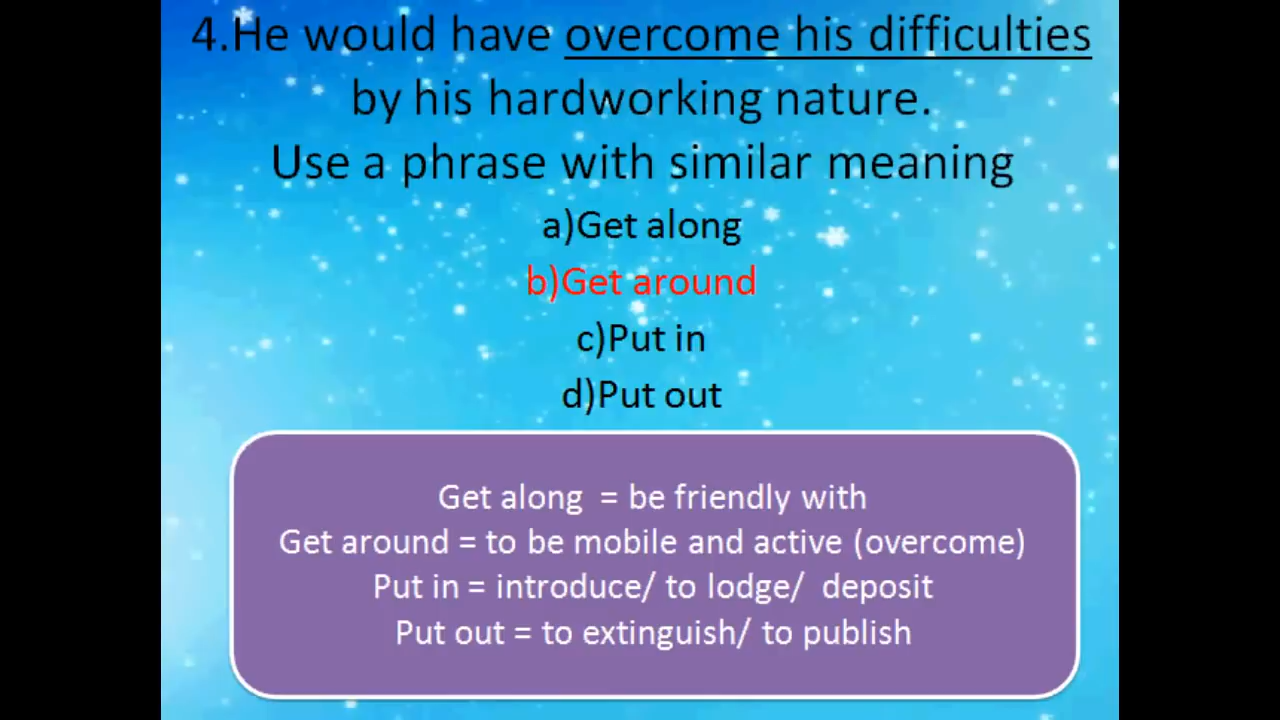 4.He would have overcome his difficulties
by his hardworking nature.
Use a phrase with similar meaning
a)Get along
b)Get around
c)Put in
d)Put out
Get along  = be friendly with
Get around = to be mobile and active (overcome)
Put in = introduce/ to lodge/  deposit
Put out = to extinguish/ to publish